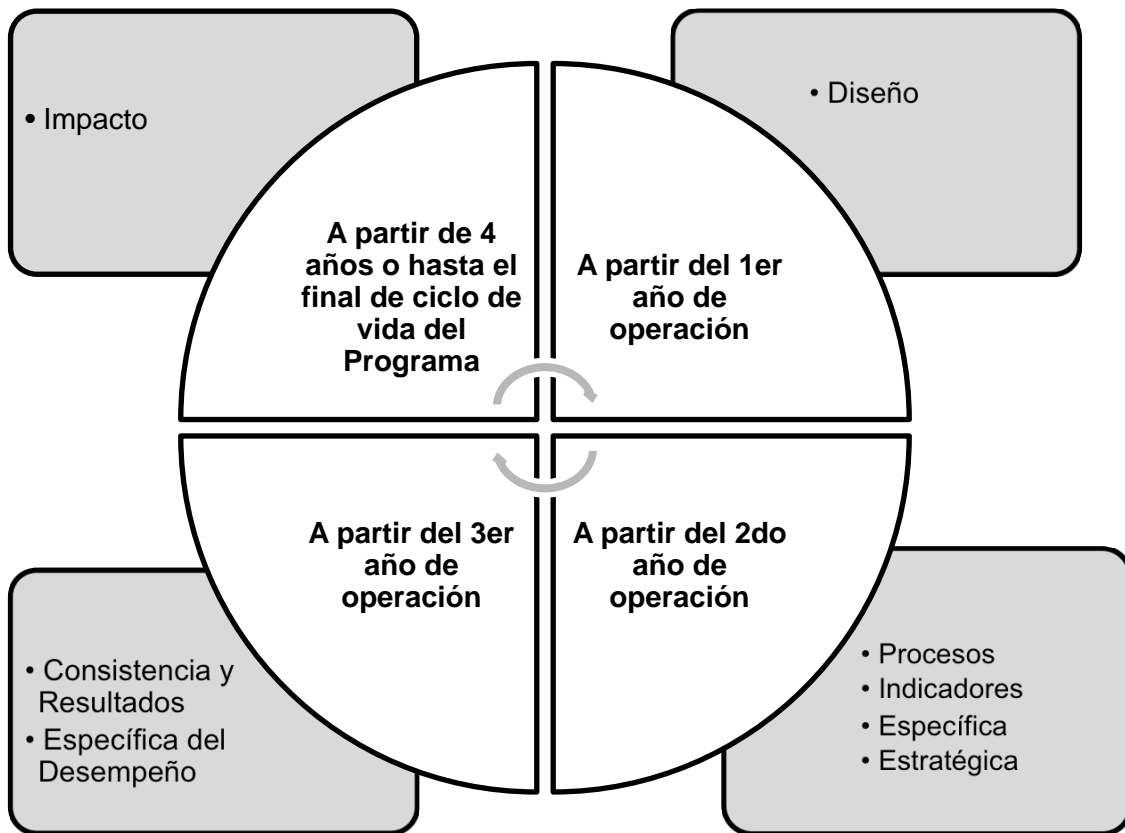 • Impacto
• Diseño
A partir de 4
años o hasta el
final de ciclo de
vida del
Programa
A partir del 1er
año de
operación
A partir del 3er
año de
operación
A partir del 2do
año de
operación
• Consistencia y
Resultados
• Específica del
Desempeño
• Procesos
• Indicadores
• Específica
• Estratégica